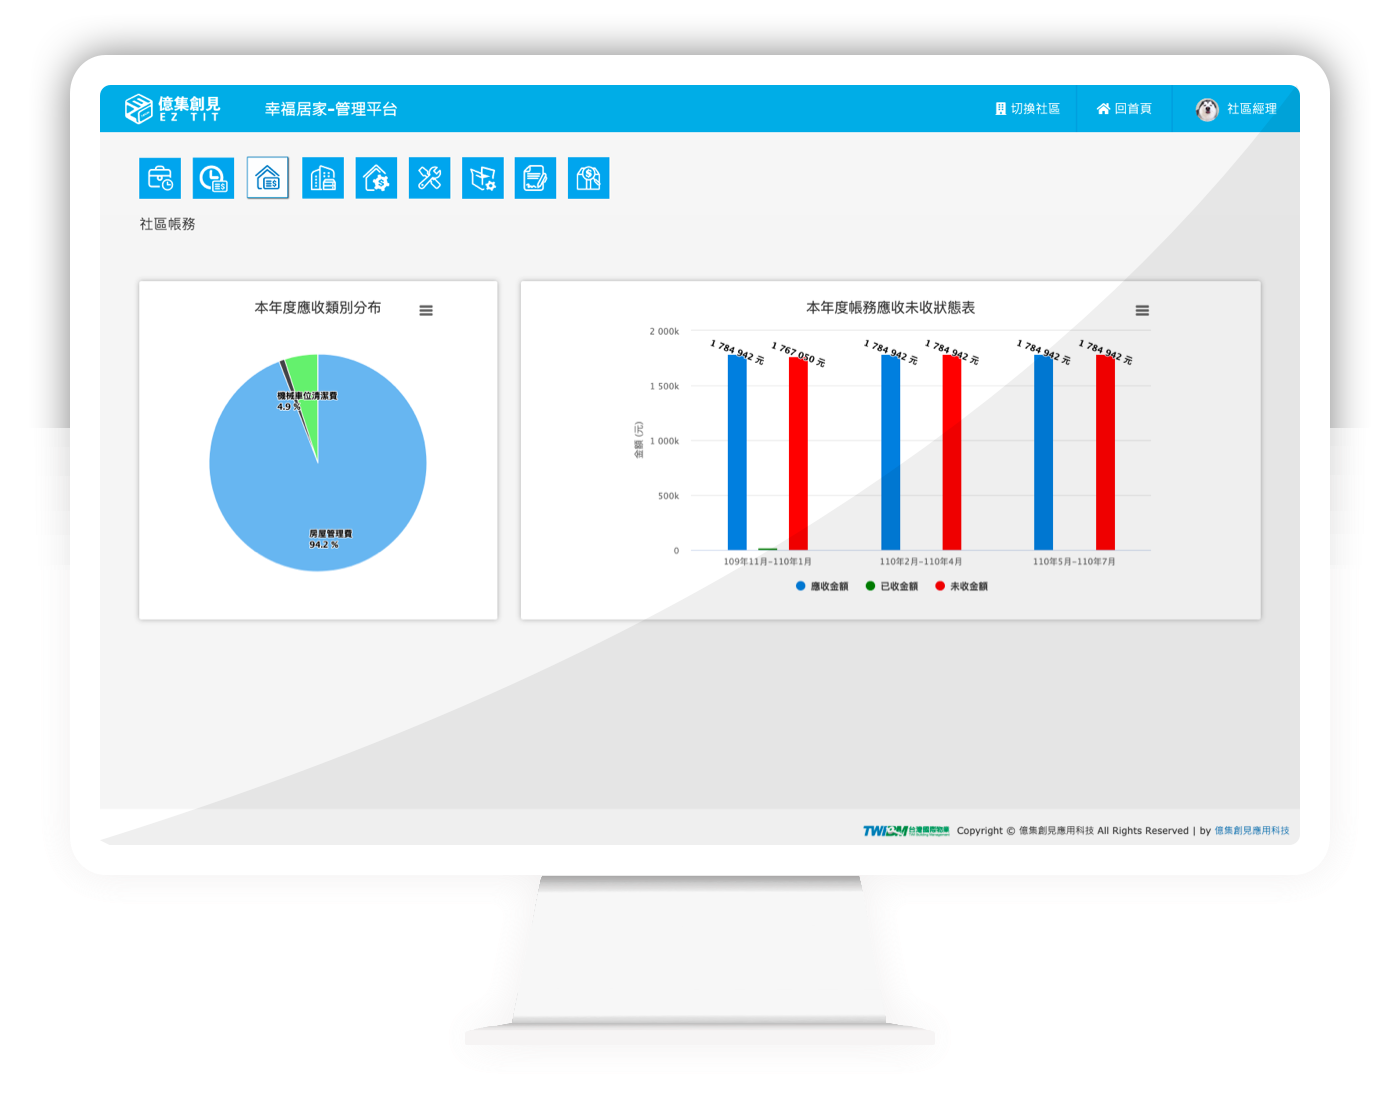 億集創見
EZ TIT
幸福居家-管理平台
切換社區
回首頁
社區經理
社區帳務
本年度應收類別分布
機械車位清潔費
4.9 %
房屋管理費
94.2 %
本年度帳務應收未收狀態表
金額 (元)
2 000k
1 500k
1 000k
500k
0
1 784 942 元
1 767 050 元
1 784 942 元
1 784 942 元
1 784 942 元
1 784 942 元
109年11月-110年1月
110年2月-110年4月
110年5月-110年7月
應收金額
已收金額
未收金額
台灣國際物業
Copyright © 億集創見應用科技 All Rights Reserved | by 億集創見應用科技